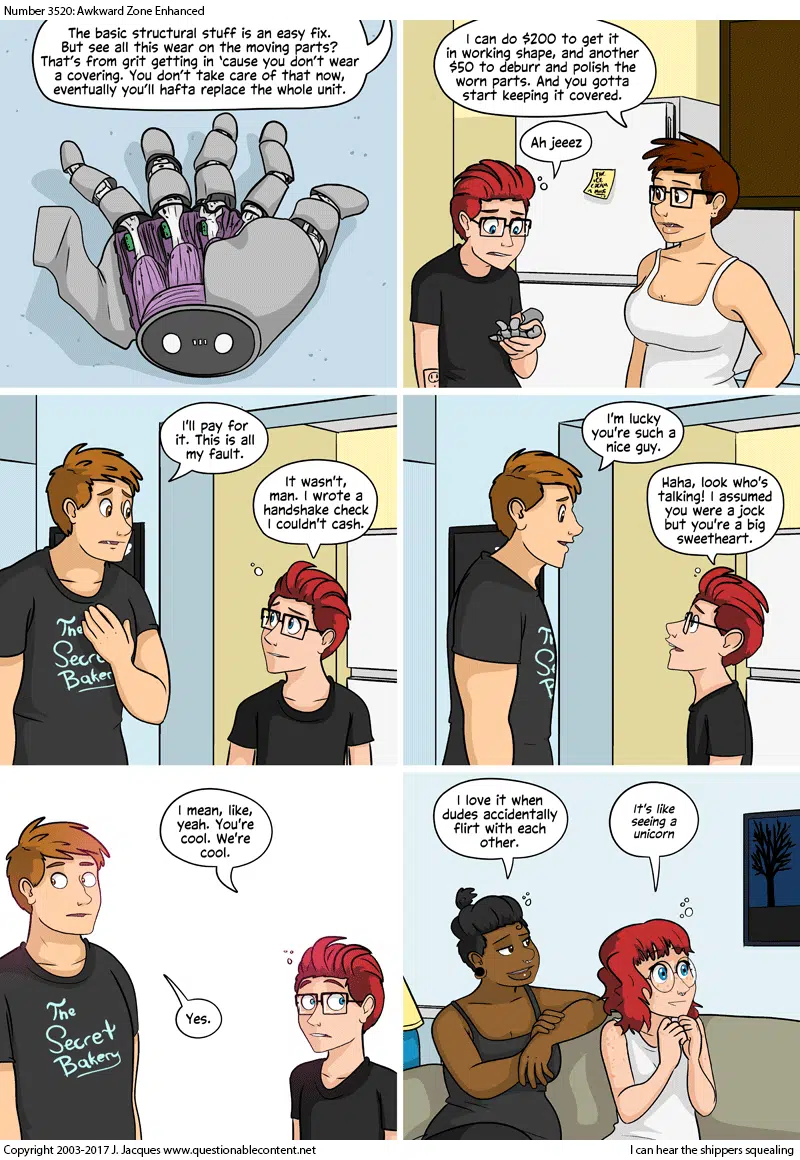 Number 3520: Awkward Zone Enhanced
The basic structural stuff is an easy fix.
But see all this wear on the moving parts?
That's from grit getting in 'cause you don't wear
a covering. You don't take care of that now,
eventually you'll hafta replace the whole unit.
I can do $200 to get it
in working shape, and another
$50 to deburr and polish the
worn parts. And you gotta
start keeping it covered.
Ah jeeez
I'll pay for
it. This is all
my fault.
It wasn't,
man. I wrote a
handshake check
I couldn't cash.
The
Secret
Bakery
I'm lucky
you're such a
nice guy.
Haha, look who's
talking! I assumed
you were a jock
but you're a big
sweetheart.
I mean, like,
yeah. You're
cool. We're
cool.
Yes.
The
Secret
Bakery
I love it when
dudes accidentally
flirt with each
other.
It's like
seeing a
unicorn
Copyright 2003-2017 J. Jacques www.questionablecontent.net
I can hear the shippers squealing